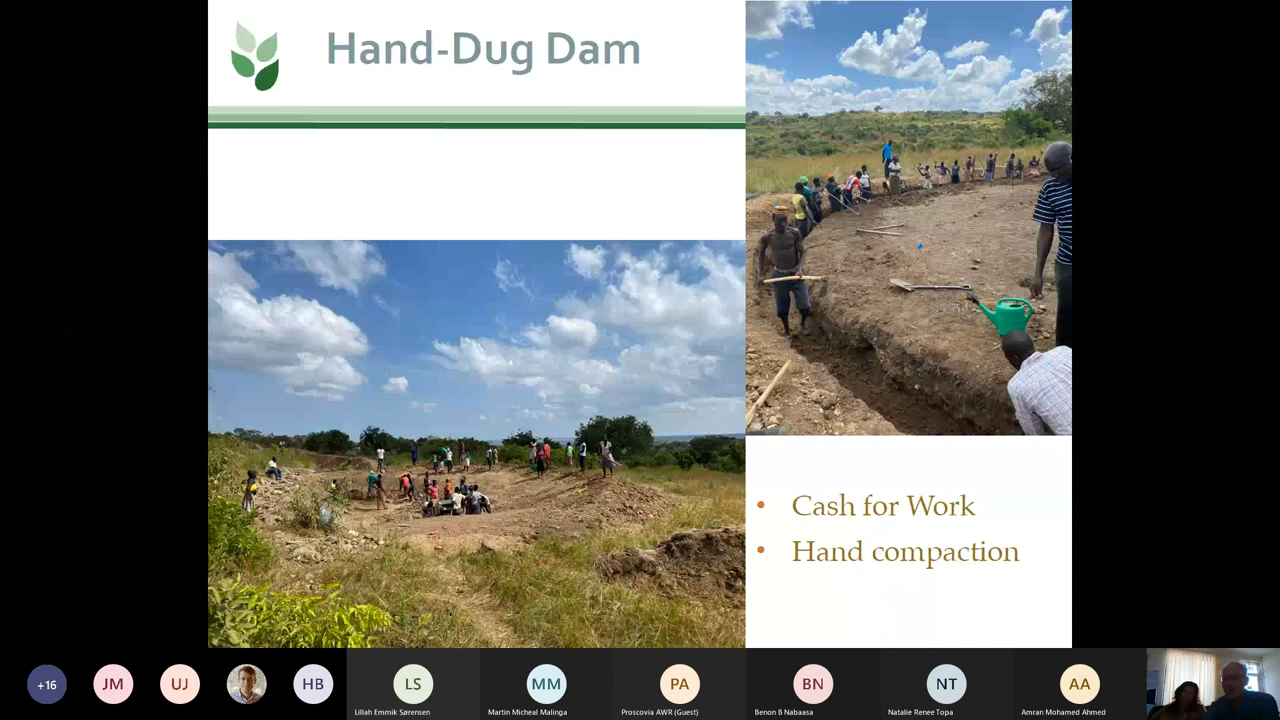 Hand-Dug Dam
• Cash for Work
• Hand compaction
+16
JM
UJ
HB
LS
MM
PA
BN
NT
AA
Lillah Emmik Sørensen
Martin Micheal Malinga
Proscovia AWR (Guest)
Benon B Nabaasa
Natalie Renee Topa
Amran Mohamed Ahmed